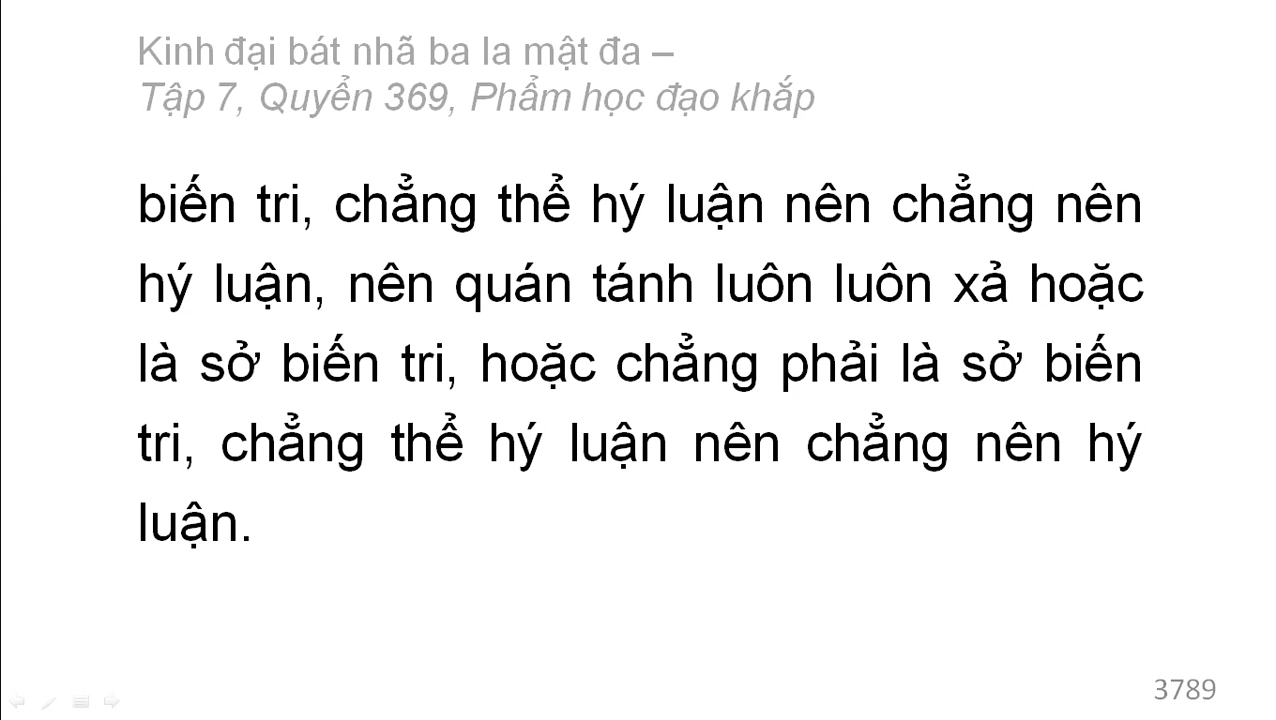 Kinh đại bát nhã ba la mật đa –
Tập 7, Quyển 369, Phẩm học đạo khắp
biến tri, chẳng thể hý luận nên chẳng nên
hý luận, nên quán tánh luôn luôn xả hoặc
là sở biến tri, hoặc chẳng phải là sở biến
tri, chẳng thể hý luận nên chẳng nên hý
luận.
3789